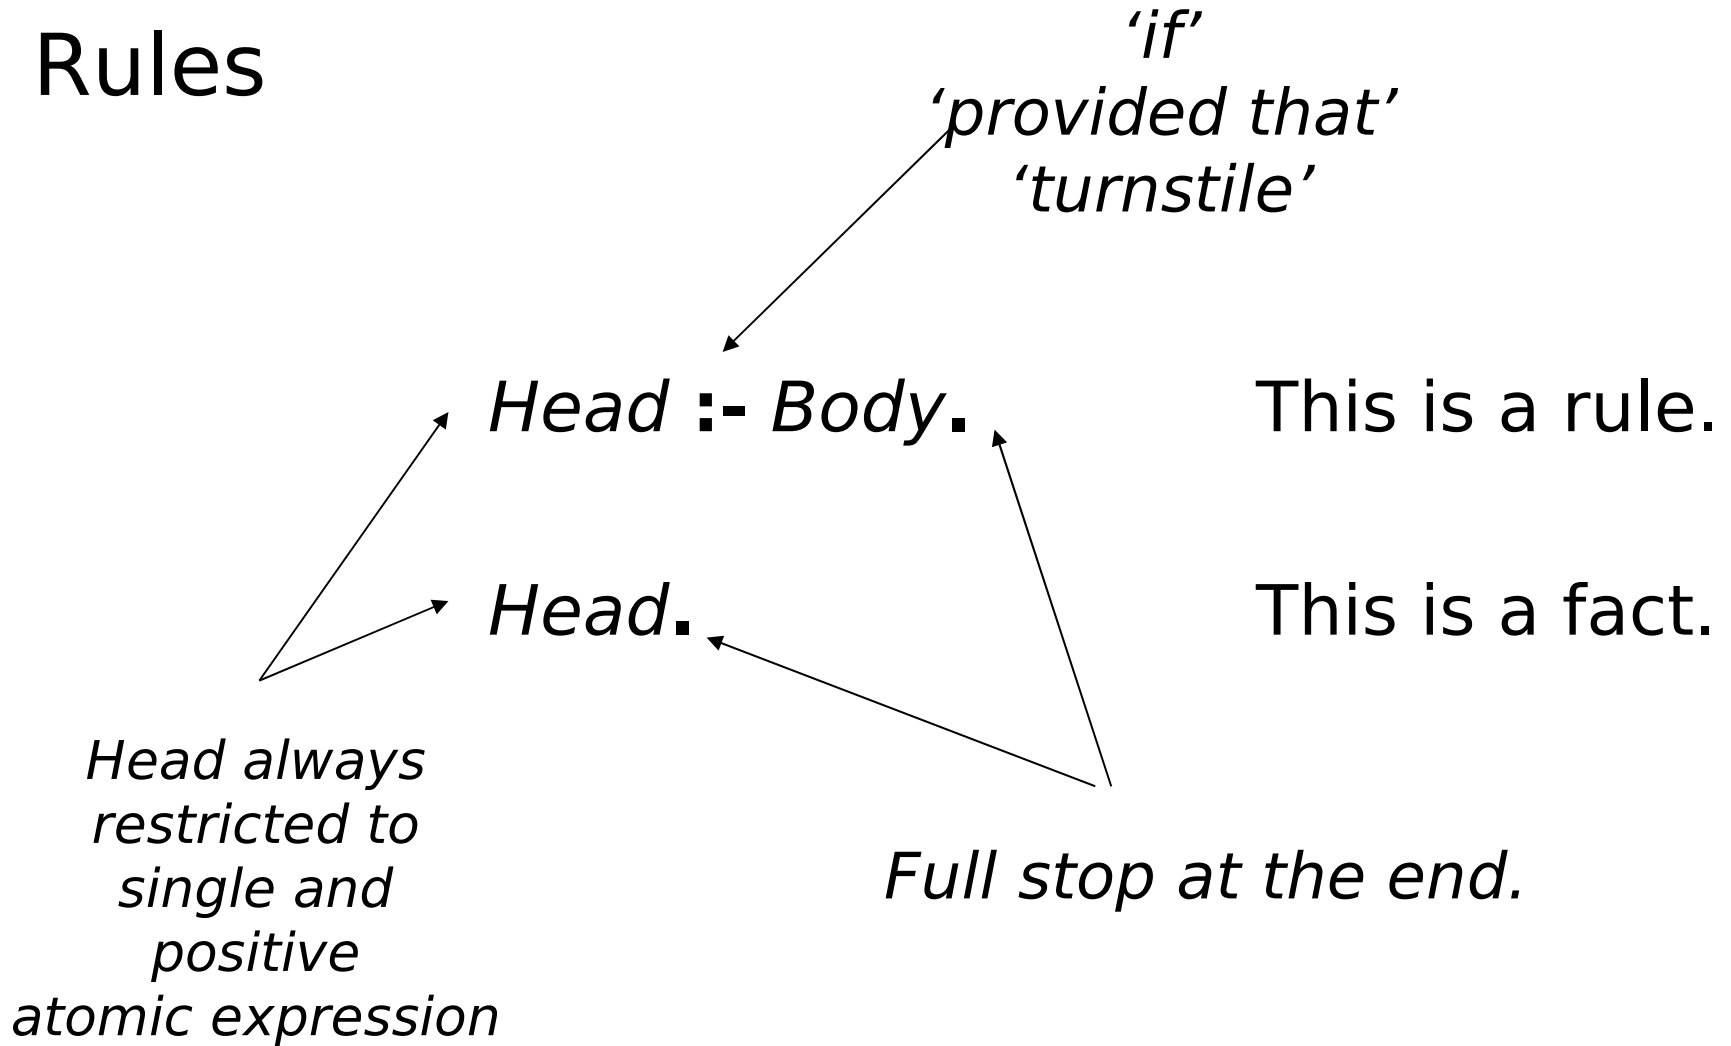 Rules
‘if’
‘provided that’
‘turnstile’
Head :- Body.
This is a rule.
Head.
This is a fact.
Head always
restricted to
single and
positive
atomic expression
Full stop at the end.